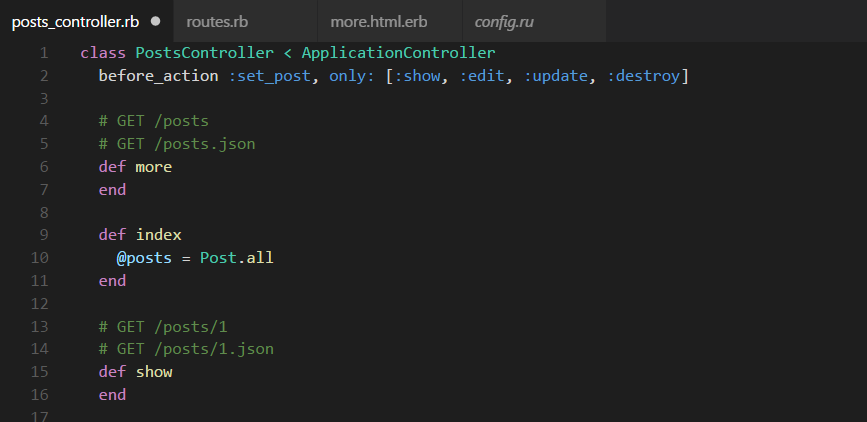 posts_controller.rb routes.rb more.html.erb config.ru
1 class PostsController < ApplicationController
2   before_action :set_post, only: [:show, :edit, :update, :destroy]
3
4   # GET /posts
5   # GET /posts.json
6   def more
7   end
8
9   def index
10     @posts = Post.all
11   end
12
13   # GET /posts/1
14   # GET /posts/1.json
15   def show
16   end
17